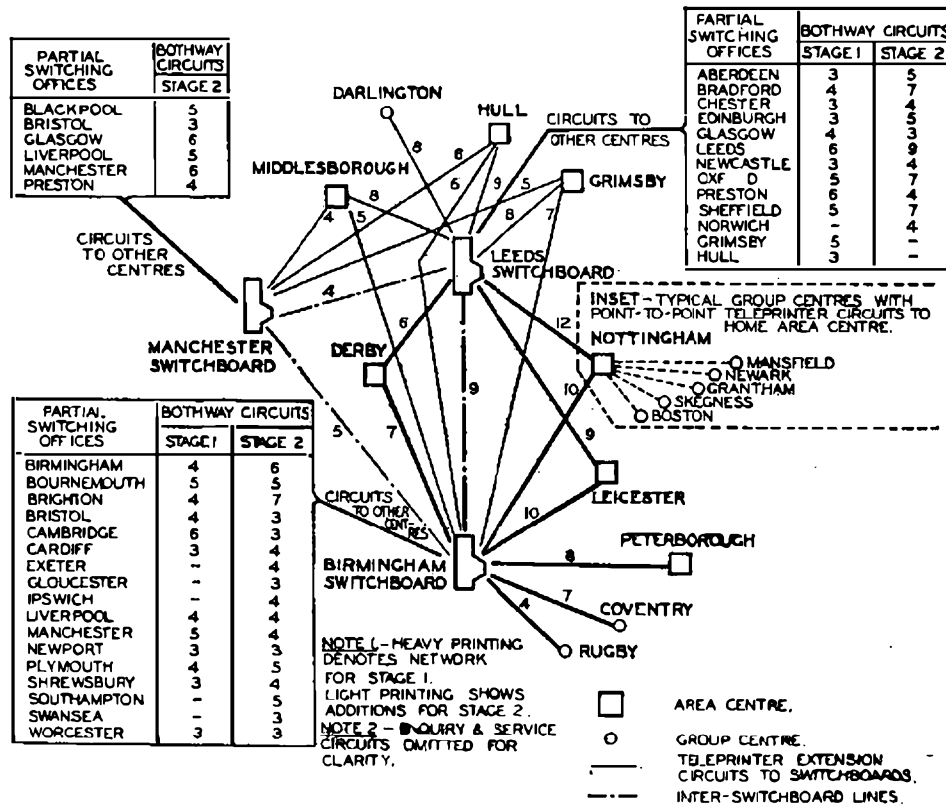 PARTIAL SWITCHING OFFICES
BOTHWAY CIRCUITS
STAGE 2
BLACKPOOL 5
BRISTOL 3
GLASGOW 6
LIVERPOOL 5
MANCHESTER 6
PRESTON 4
CIRCUITS TO OTHER CENTRES
FARTIAL SWITCHING OFFICES
BOTHWAY CIRCUITS
STAGE 1 STAGE 2
ABERDEEN 3 5
BRADFORD 4 7
CHESTER 3 4
EDINBURGH 3 5
GLASGOW 4 3
LEEDS 6 9
NEWCASTLE 3 4
OXF D 5 7
PRESTON 6 4
SHEFFIELD 5 7
NORWICH - 4
GRIMSBY 5 -
HULL 3 -
CIRCUITS TO
OTHER CENTRES
DARLINGTON
HULL
MIDDLESBOROUGH
GRIMSBY
8
6
6
9
5
8
7
4
5
8
LEEDS
SWITCHBOARD
4
MANCHESTER
SWITCHBOARD
INSET - TYPICAL GROUP CENTRES WITH
POINT-TO-POINT TELEPRINTER CIRCUITS TO
HOME AREA CENTRE.
NOTTINGHAM
MANSFIELD
NEWARK
GRANTHAM
SKEGNESS
BOSTON
12
6
DERBY
9
10
5
7
9
LEICESTER
10
PARTIAL SWITCHING OFFICES
BOTHWAY CIRCUITS
STAGE 1 STAGE 2
BIRMINGHAM 4 6
BOURNEMOUTH 5 5
BRIGHTON 4 7
BRISTOL 4 3
CAMBRIDGE 6 3
CARDIFF 3 4
EXETER - 4
GLOUCESTER - 3
IPSWICH - 4
LIVERPOOL 4 4
MANCHESTER 5 4
NEWPORT 3 3
PLYMOUTH 4 5
SHREWSBURY 3 4
SOUTHAMPTON - 5
SWANSEA - 3
WORCESTER 3 3
CIRCUITS
TO OTHER
CENT-
RES
BIRMINGHAM
SWITCHBOARD
PETERBOROUGH
8
7
COVENTRY
4
RUGBY
NOTE 1.-HEAVY PRINTING
DENOTES NETWORK
FOR STAGE 1.
LIGHT PRINTING SHOWS
ADDITIONS FOR STAGE 2.
NOTE 2 - ENQUIRY & SERVICE
CIRCUITS OMITTED FOR
CLARITY.
AREA CENTRE.
GROUP CENTRE.
TELEPRINTER EXTENSION
CIRCUITS TO SWITCHBOARDS.
INTER-SWITCHBOARD LINES.